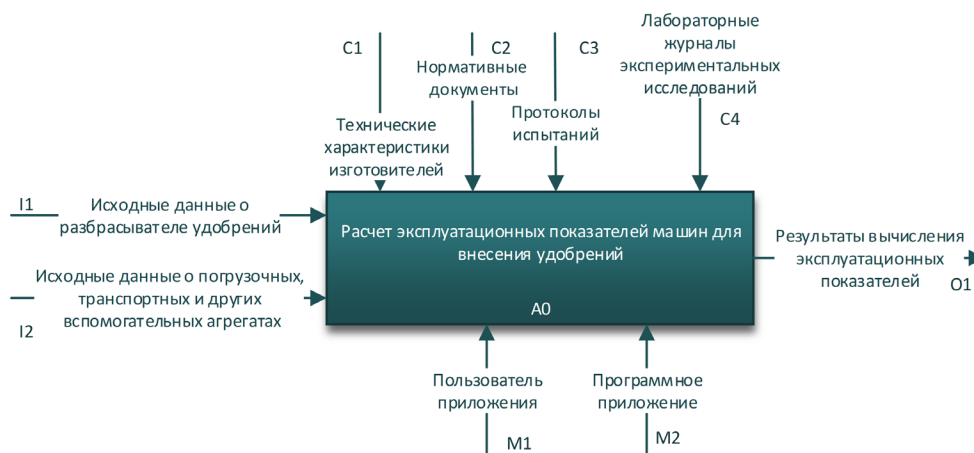 C1
C2
C3
Лабораторные
журналы
экспериментальных
исследований
C4
Нормативные
документы
Протоколы
испытаний
Технические
характеристики
изготовителей
I1
Исходные данные о
разбрасывателе удобрений
Исходные данные о погрузочных,
транспортных и других
вспомогательных агрегатах
I2
Расчет эксплуатационных показателей машин для
внесения удобрений
A0
Результаты вычисления
эксплуатационных
показателей
O1
Пользователь
приложения
M1
Программное
приложение
M2